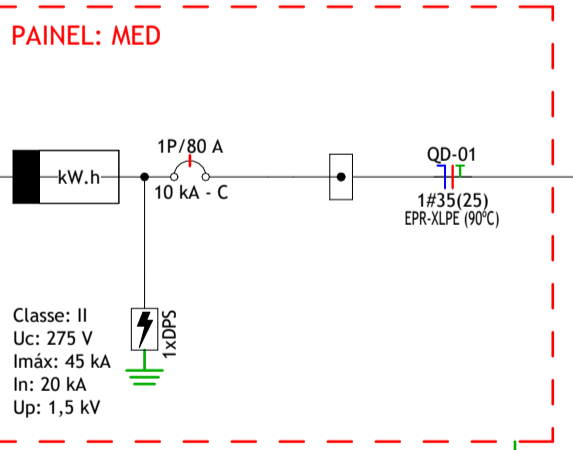 PAINEL: MED
1P/80 A
kW.h
10 kA - C
QD-01
T
1#35(25)
EPR-XLPE (90ºC)
1xDPS
Classe: II
Uc: 275 V
Imáx: 45 kA
In: 20 kA
Up: 1,5 kV